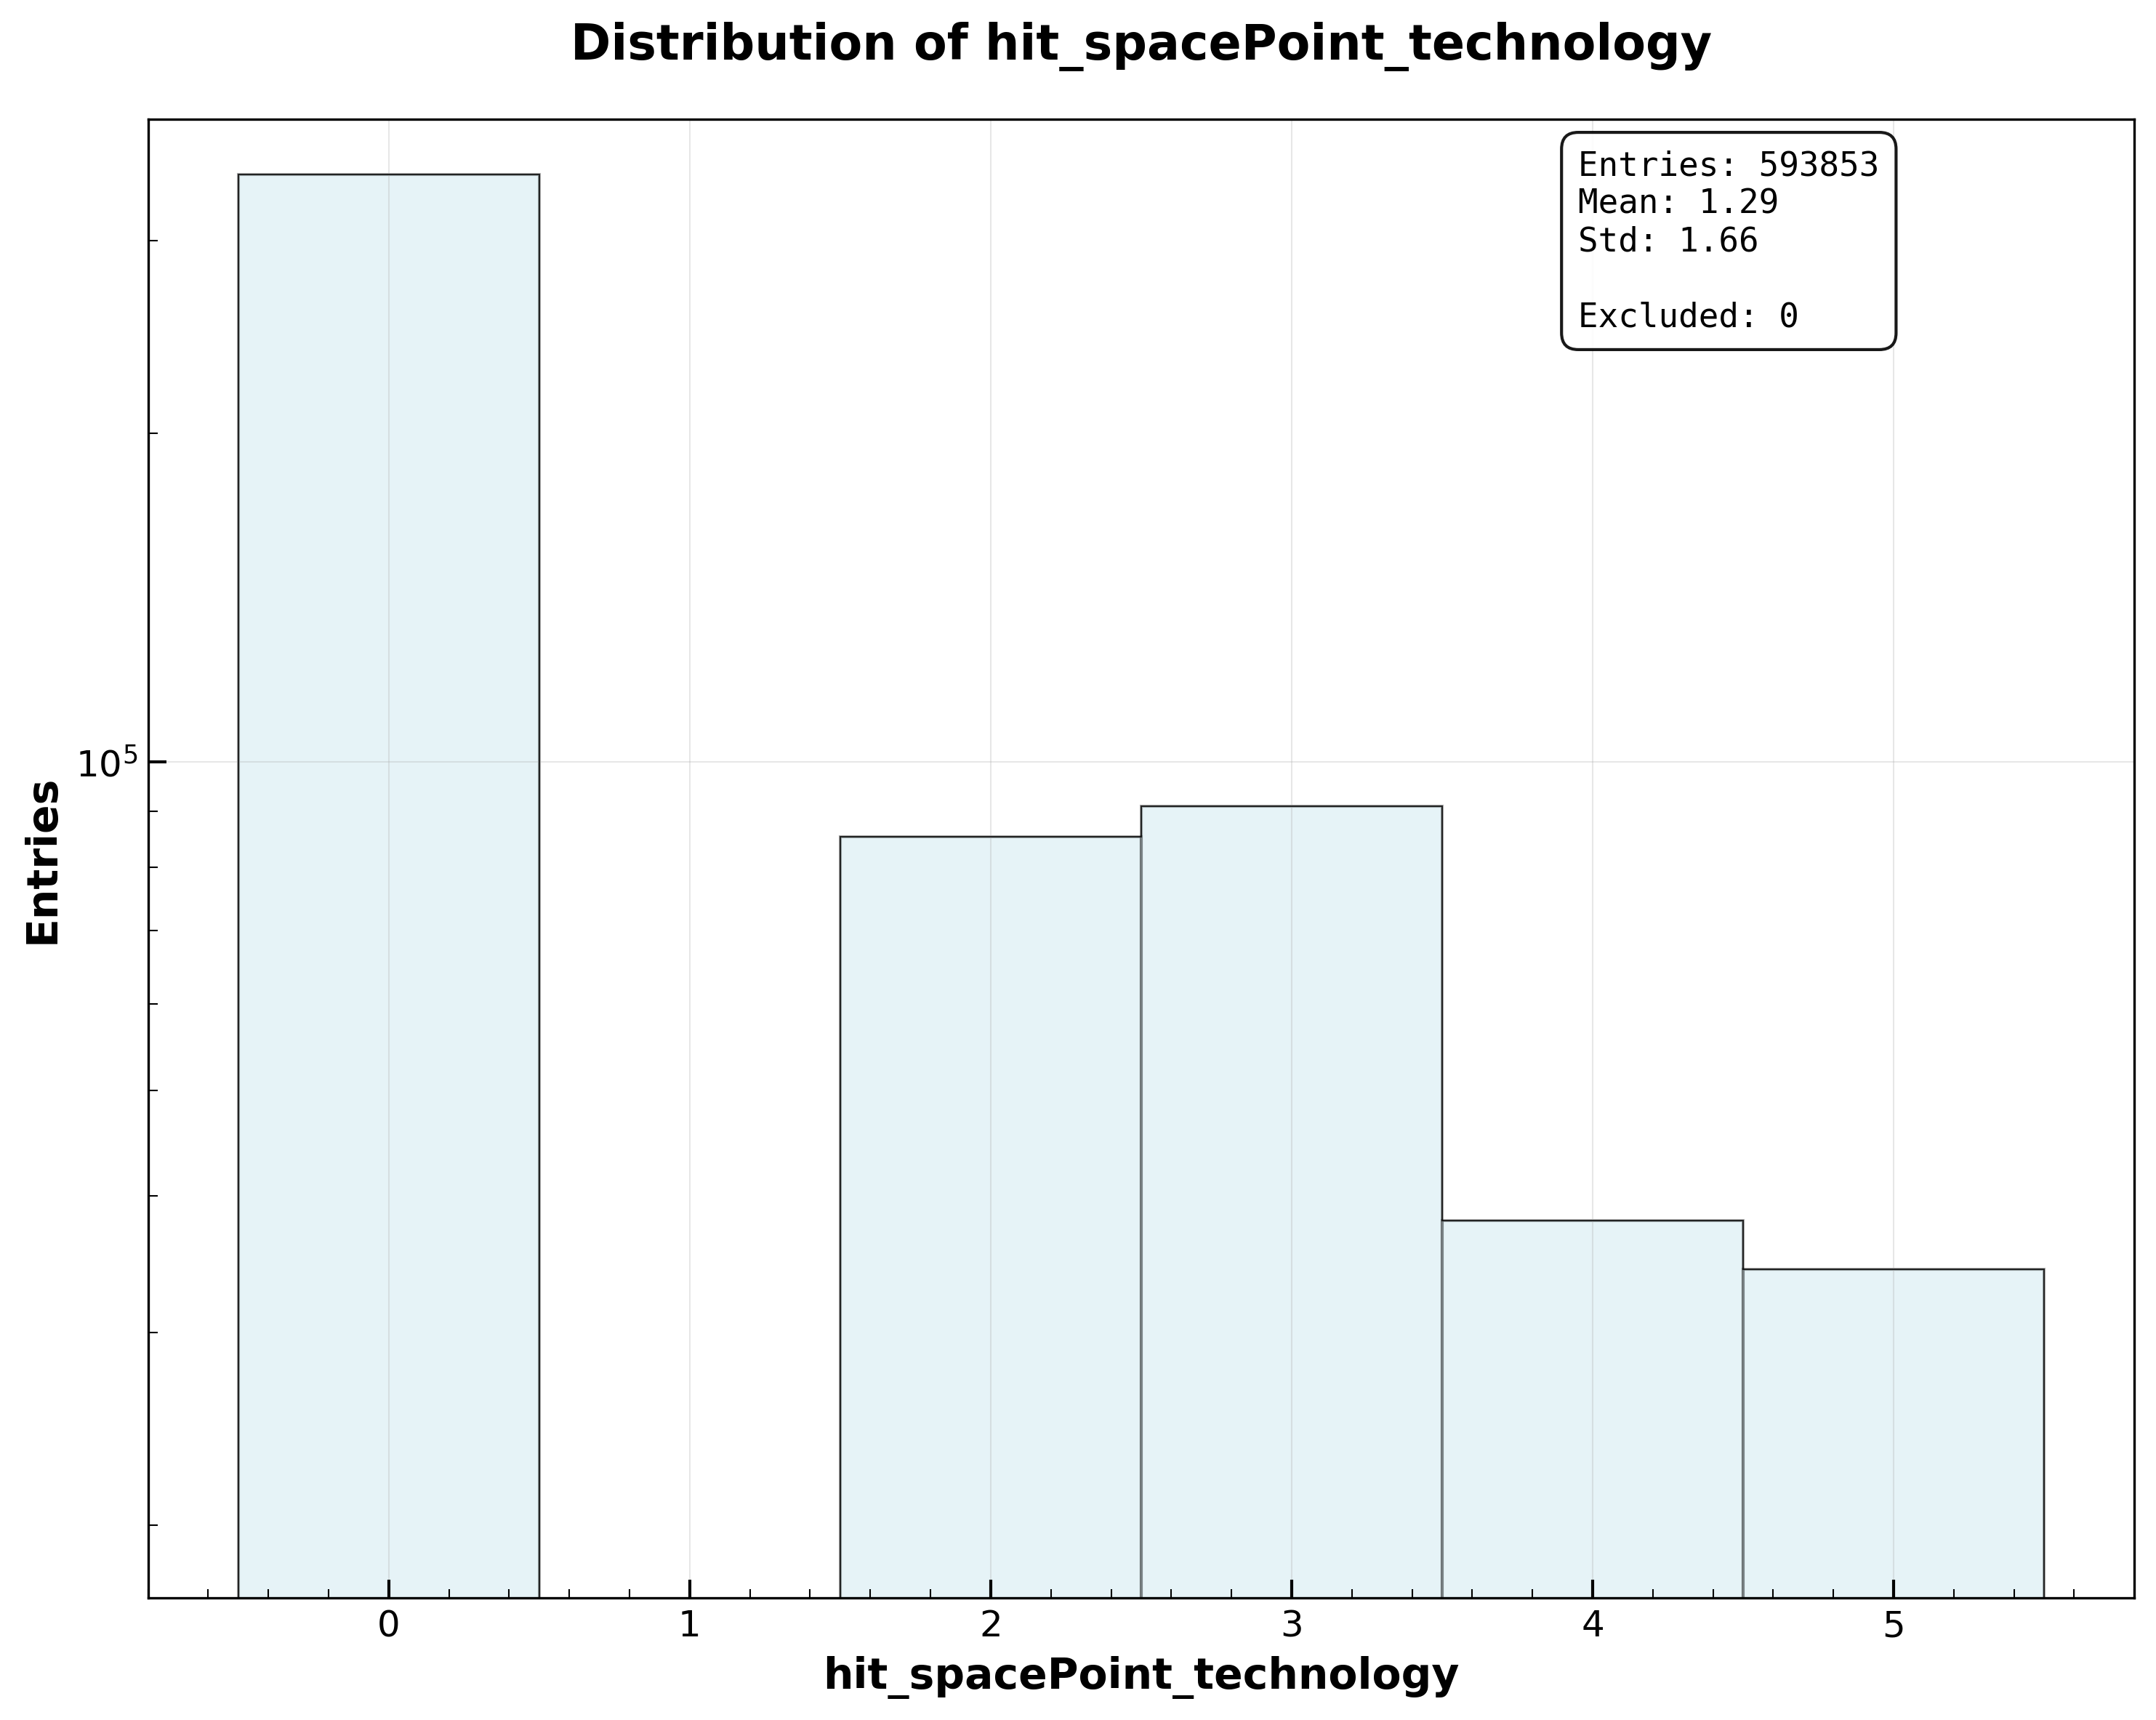 Distribution of hit_spacePoint_technology
Entries: 593853
Mean: 1.29
Std: 1.66
Excluded: 0
10⁵
Entries
0 1 2 3 4 5
hit_spacePoint_technology